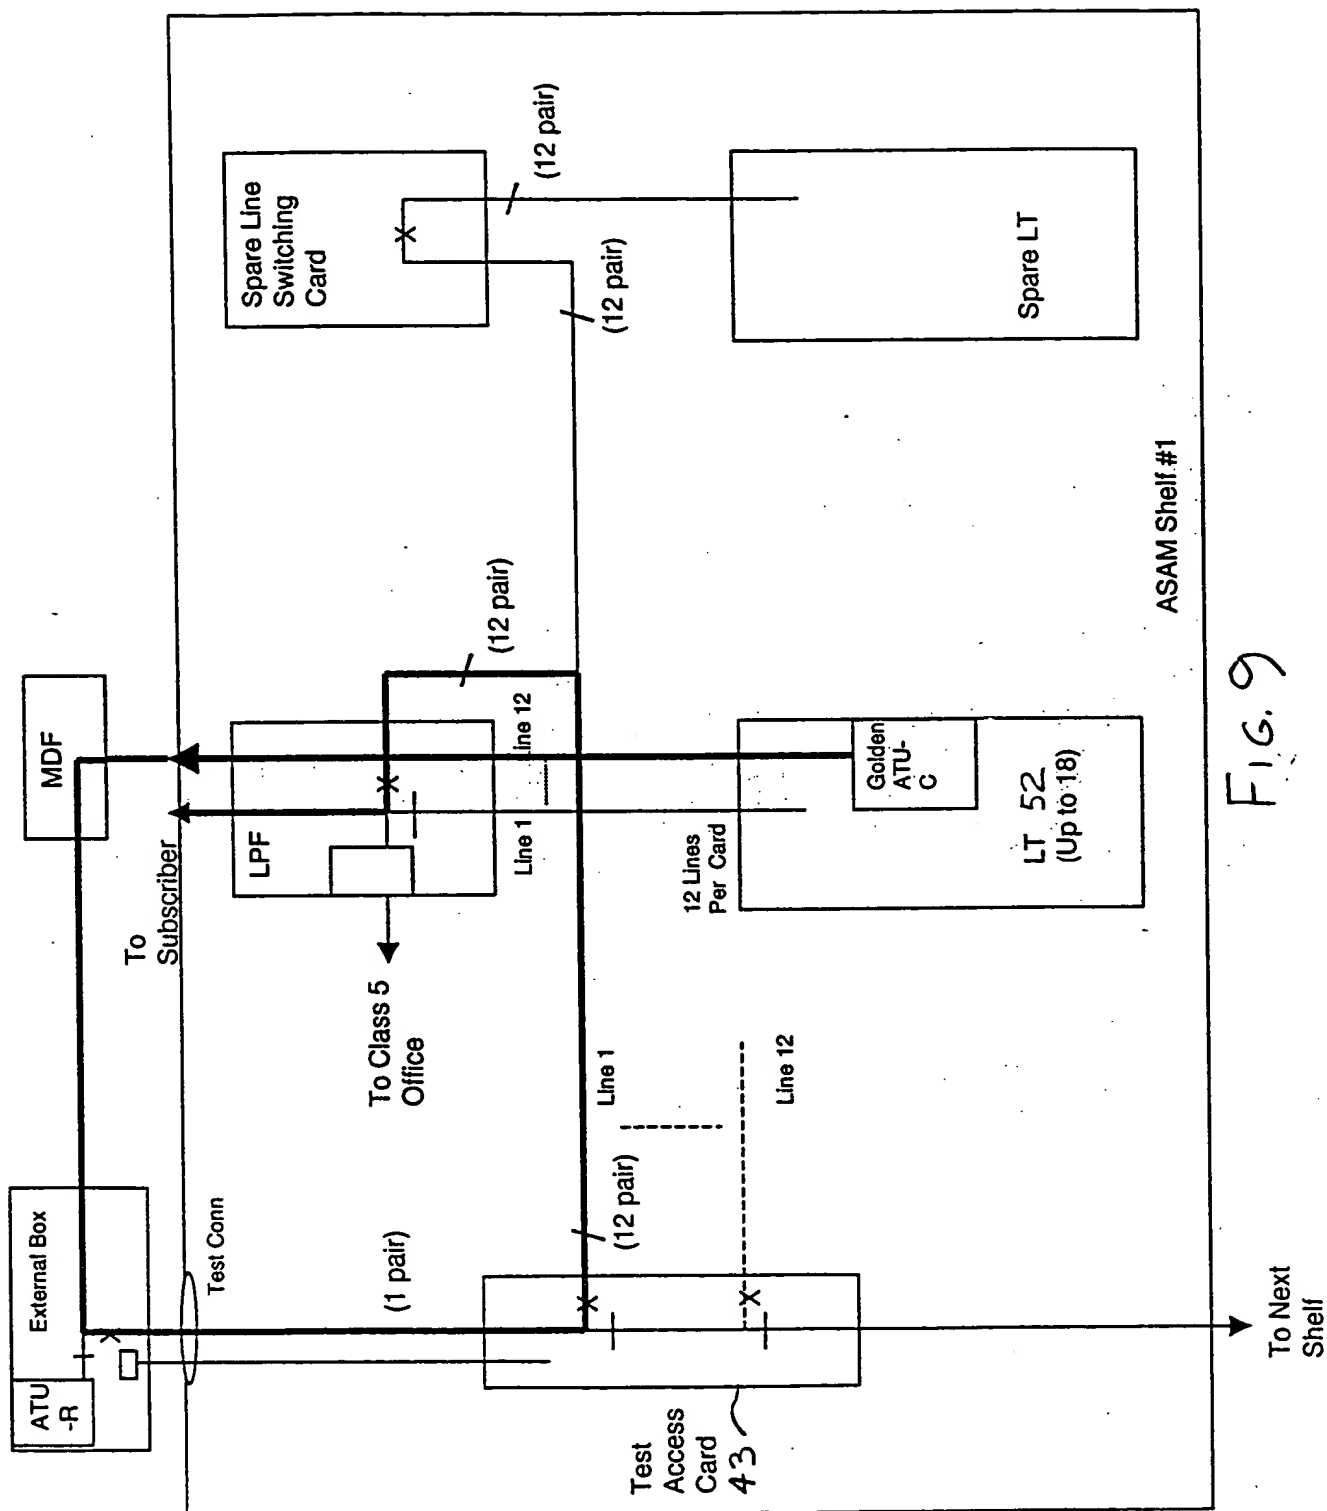 ATU
-R
External Box
Test Conn
MDF
To
Subscriber
LPF
To Class 5
Office
(1 pair)
(12 pair)
Line 1
Line 12
(12 pair)
Line 1
Line 12
Spare Line
Switching
Card
(12 pair)
(12 pair)
Test
Access
Card
43
12 Lines
Per Card
Golden
ATU-
C
LT 52
(Up to 18)
Spare LT
ASAM Shelf #1
To Next
Shelf
FIG. 9